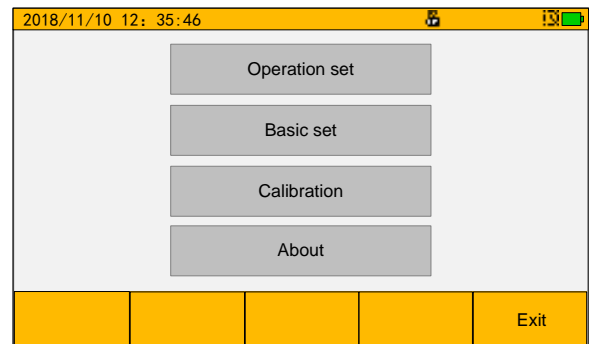 2018/11/10 12：35:46
Operation set
Basic set
Calibration
About
Exit